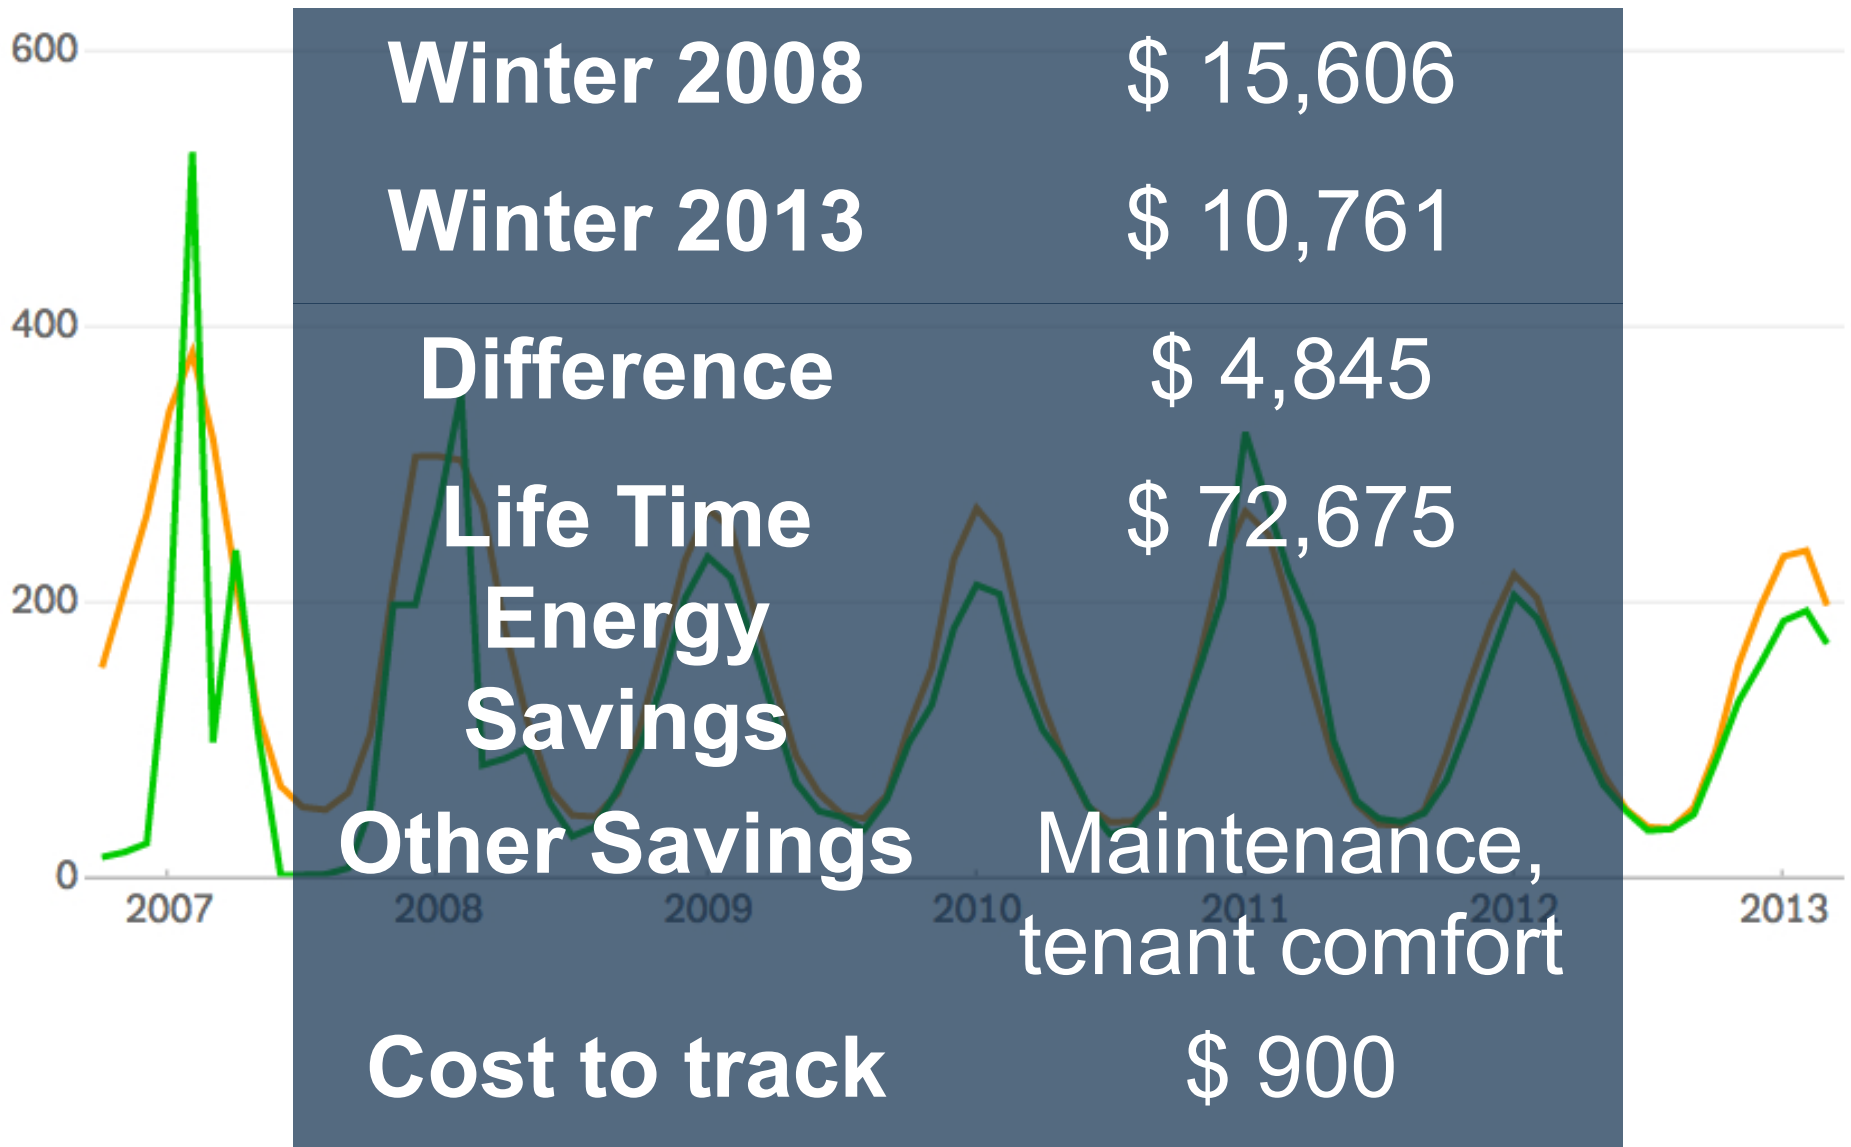 600
400
200
0
Winter 2008 $ 15,606
Winter 2013 $ 10,761
Difference $ 4,845
Life Time $ 72,675
Energy
Savings
Other Savings Maintenance,
tenant comfort
Cost to track $ 900
2007 2008 2009 2010 2011 2012 2013